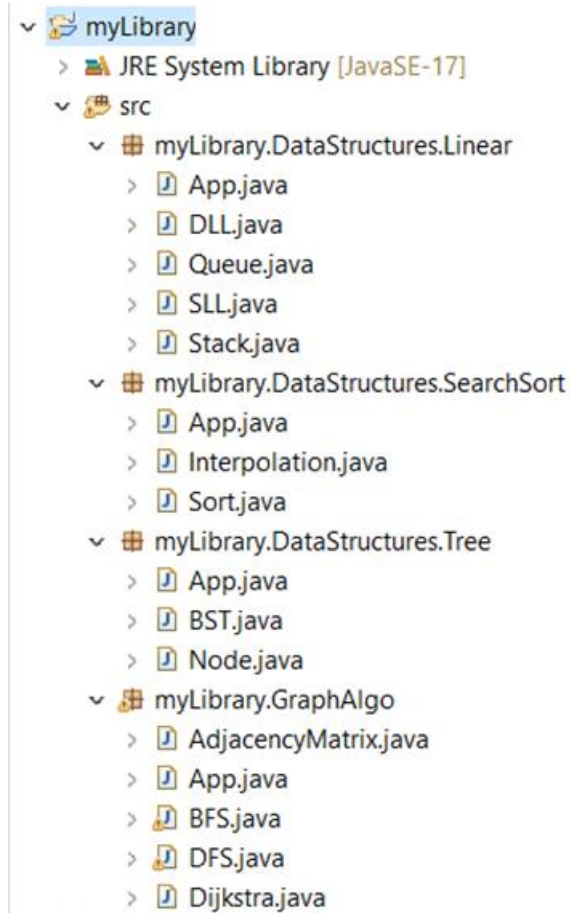 myLibrary
JRE System Library [JavaSE-17]
src
myLibrary.DataStructures.Linear
App.java
DLL.java
Queue.java
SLL.java
Stack.java
myLibrary.DataStructures.SearchSort
App.java
Interpolation.java
Sort.java
myLibrary.DataStructures.Tree
App.java
BST.java
Node.java
myLibrary.GraphAlgo
AdjacencyMatrix.java
App.java
BFS.java
DFS.java
Dijkstra.java